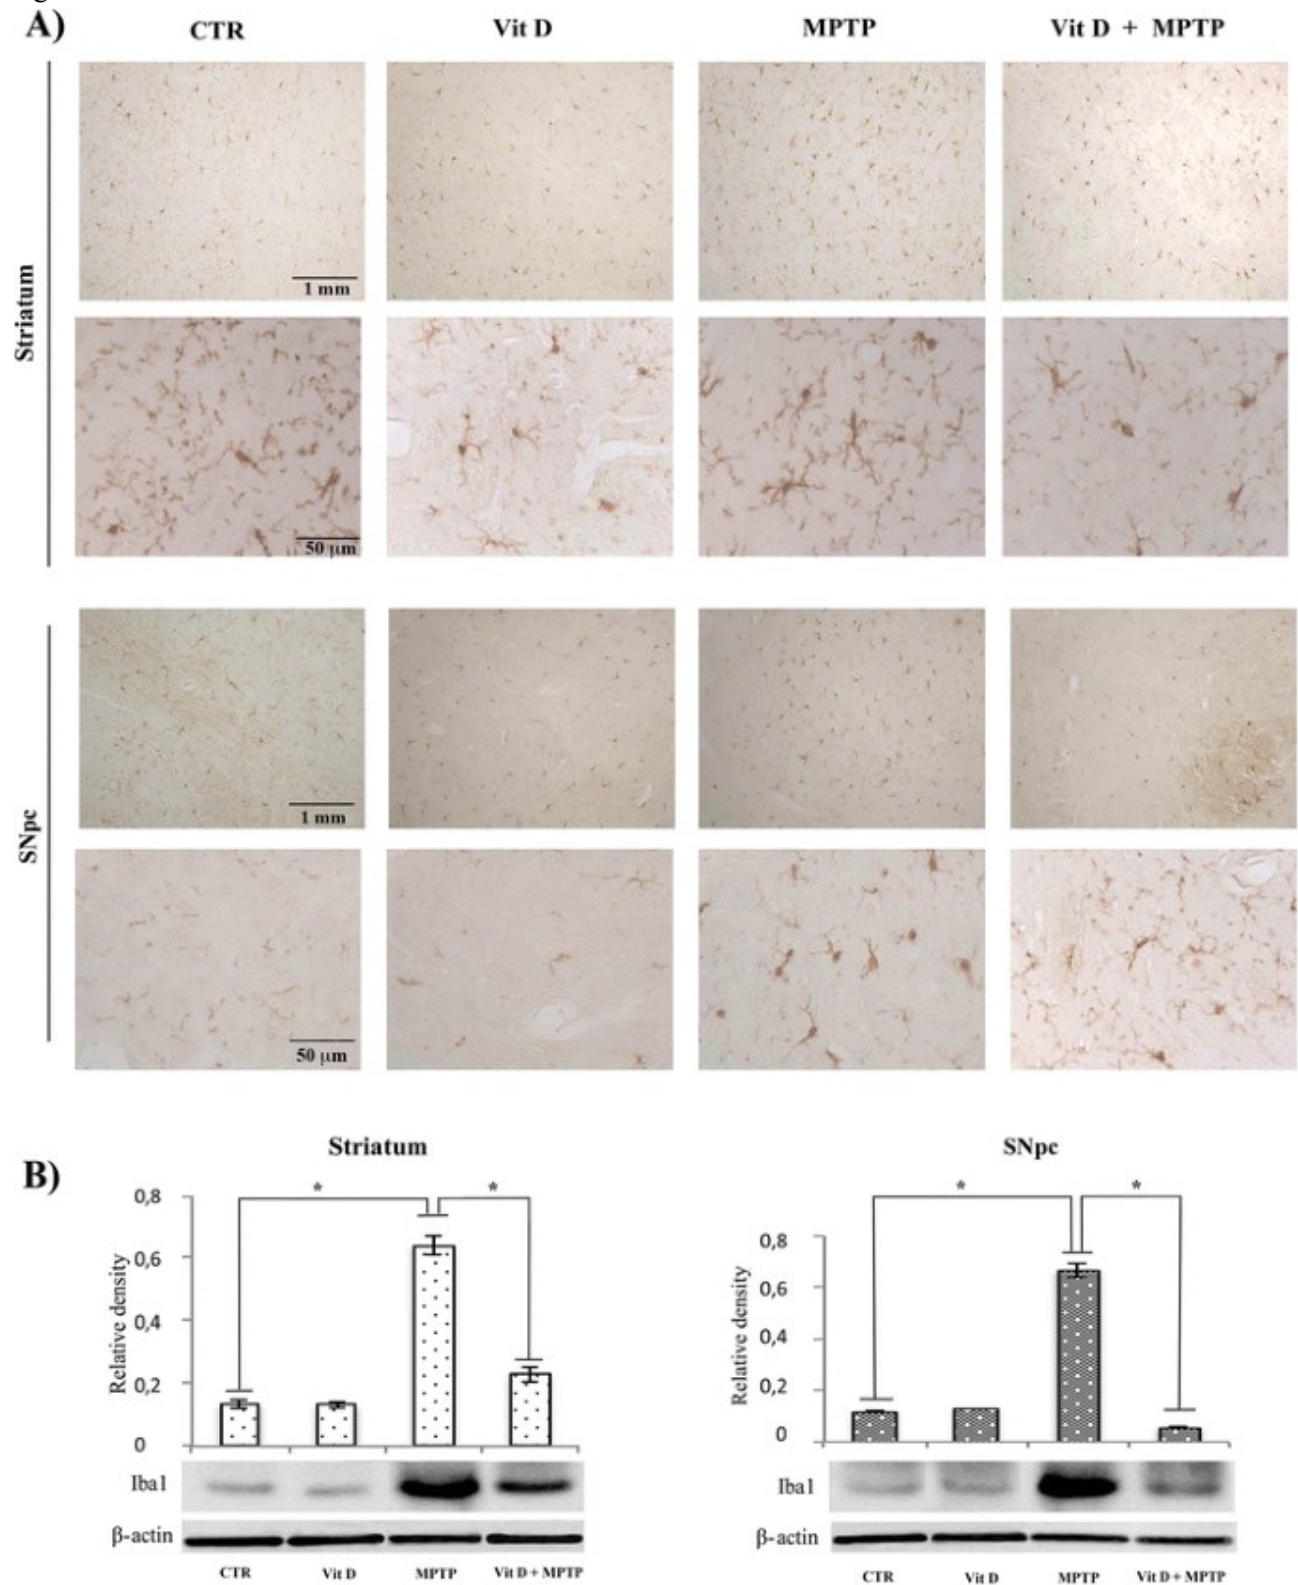 A)
CTR Vit D MPTP Vit D + MPTP
Striatum
1 mm
50 μm
SNpc
1 mm
50 μm
B)
Striatum
* *
Relative density
0,8
0,6
0,4
0,2
0
Iba1
β-actin
CTR Vit D MPTP Vit D + MPTP
SNpc
* *
Relative density
0,8
0,6
0,4
0,2
0
Iba1
β-actin
CTR Vit D MPTP Vit D + MPTP